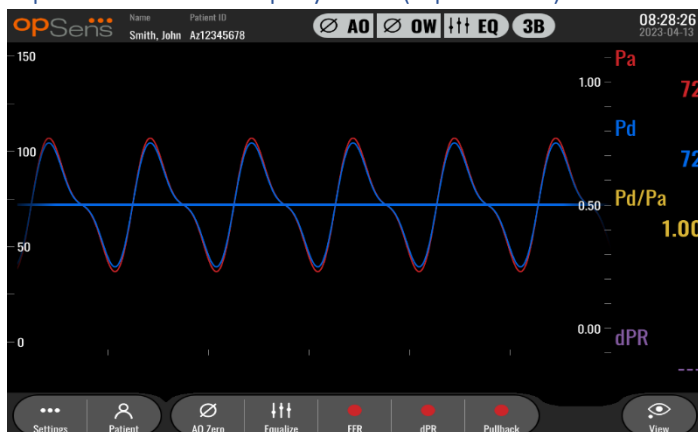 opSens
Name Patient ID
Smith, John Az12345678
Ø AO Ø OW EQ 3B
08:28:26
2023-04-13
150
100
50
0
1.00
0.50
0.00
Pa
72
Pd
72
Pd/Pa
1.00
dPR
---
Settings Patient AO Zero Equalize FFR dPR Pullback View